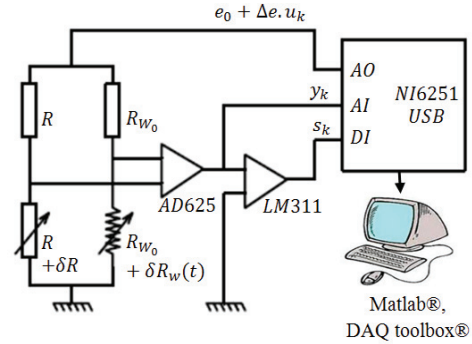 e₀ + Δe.uₖ
AO
R
R_{W₀}
yₖ
AI
NI6251
USB
sₖ
DI
AD625
LM311
R
+δR
R_{W₀}
+ δR_w(t)
Matlab®,
DAQ toolbox®